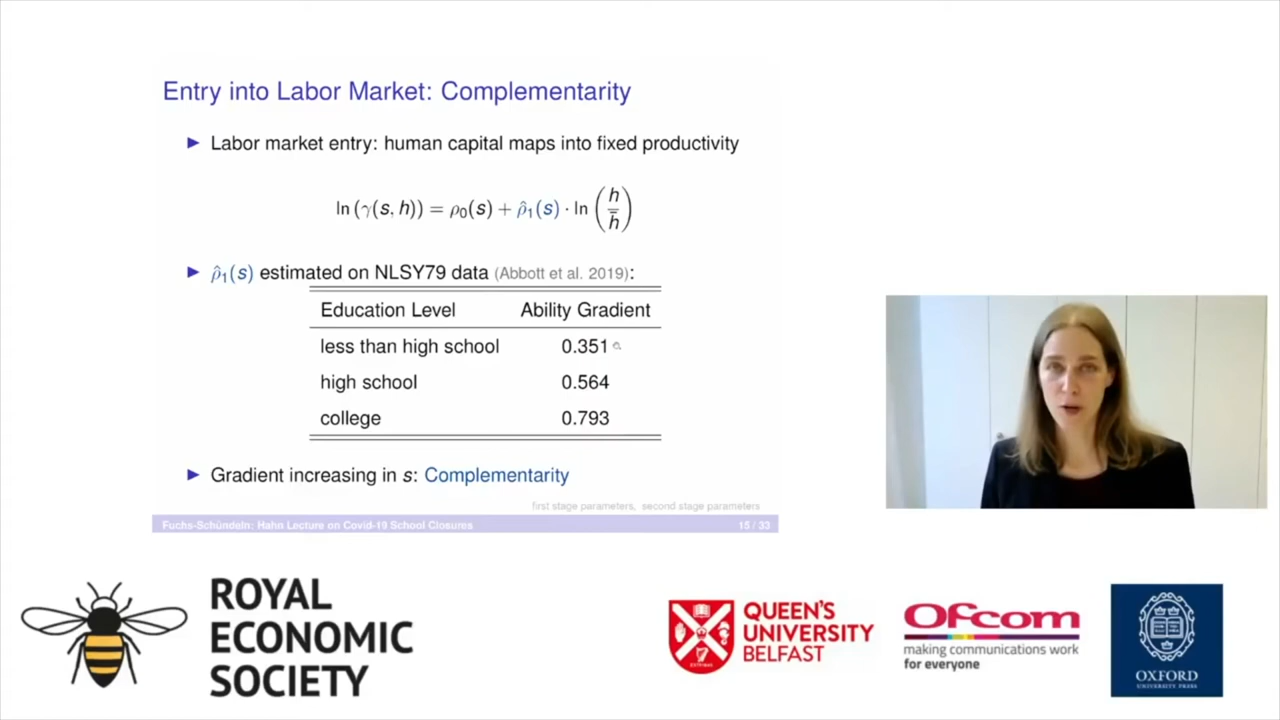 Entry into Labor Market: Complementarity
► Labor market entry: human capital maps into fixed productivity
ln (γ(s, h)) = ρ₀(s) + ρ̂₁(s) · ln (h / h̄)
► ρ̂₁(s) estimated on NLSY79 data (Abbott et al. 2019):
Education Level Ability Gradient
less than high school 0.351
high school 0.564
college 0.793
► Gradient increasing in s: Complementarity
first stage parameters, second stage parameters
Fuchs-Schündeln: Hahn Lecture on Covid-19 School Closures 15 / 33
ROYAL
ECONOMIC
SOCIETY
QUEEN'S
UNIVERSITY
BELFAST
Ofcom
making communications work
for everyone
OXFORD
UNIVERSITY PRESS